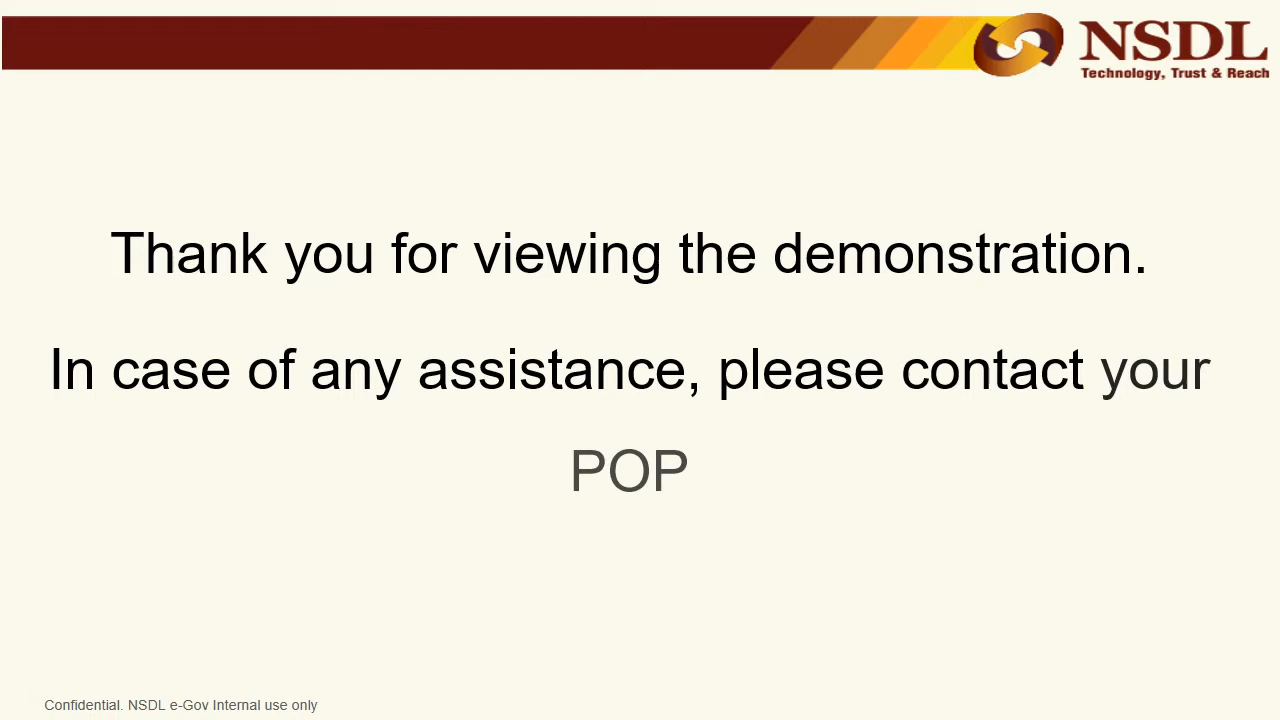 NSDL
Technology, Trust & Reach
Thank you for viewing the demonstration.
In case of any assistance, please contact your
POP
Confidential. NSDL e-Gov Internal use only